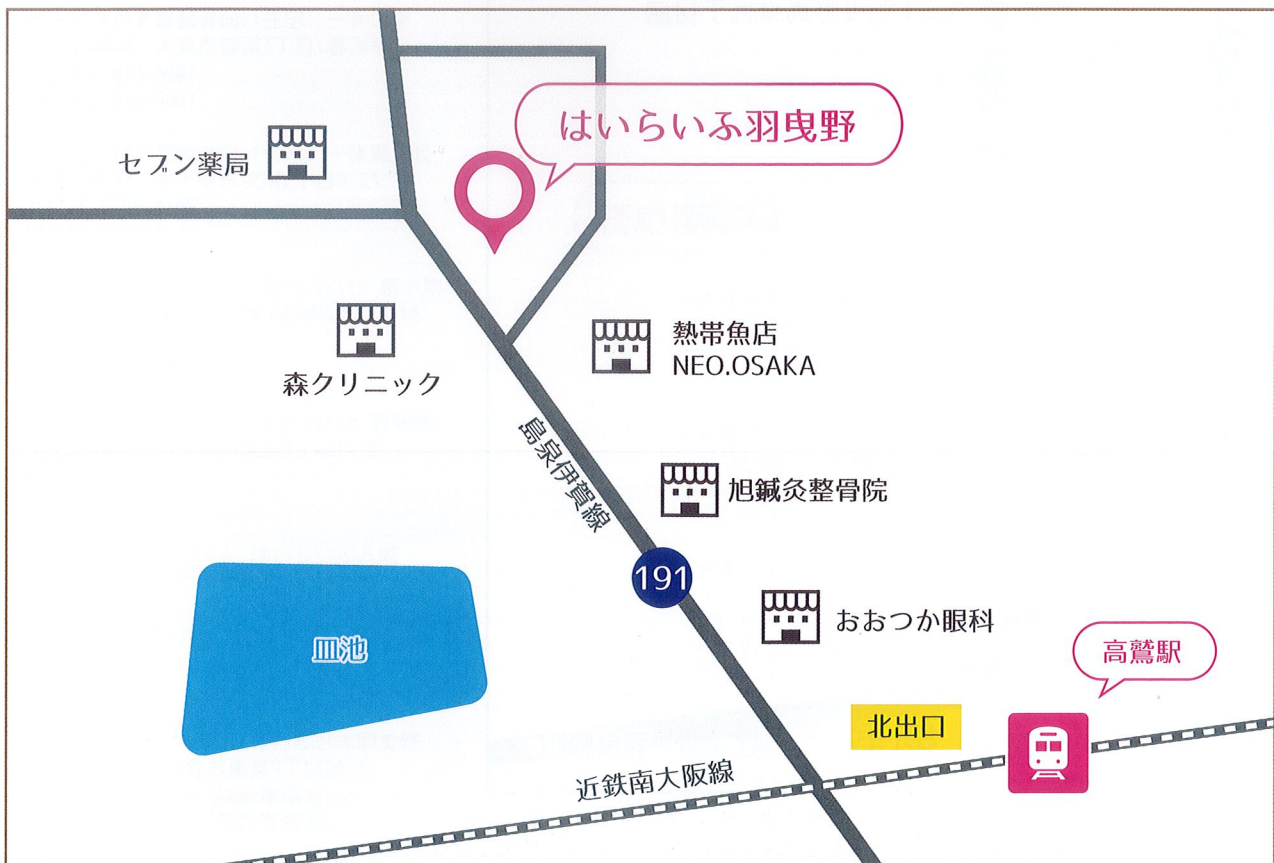 はいらいふ羽曳野
セブン薬局
森クリニック
熱帯魚店
NEO.OSAKA
島泉伊賀線
旭鍼灸整骨院
191
おおつか眼科
皿池
高鷲駅
北出口
近鉄南大阪線